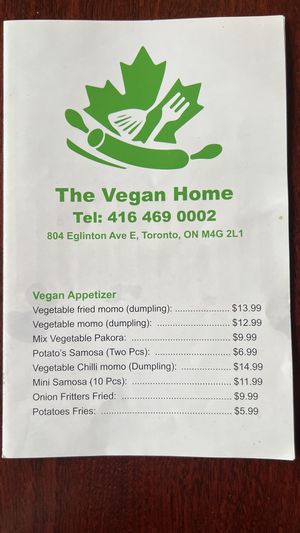 The Vegan Home
Tel: 416 469 0002
804 Eglinton Ave E, Toronto, ON M4G 2L1
Vegan Appetizer
Vegetable fried momo (dumpling): ...................... $13.99
Vegetable momo (dumpling): ............................ $12.99
Mix Vegetable Pakora: ..................................... $9.99
Potato's Samosa (Two Pcs): ............................. $6.99
Vegetable Chilli momo (Dumpling): .................... $14.99
Mini Samosa (10 Pcs): ..................................... $11.99
Onion Fritters Fried: ......................................... $9.99
Potatoes Fries: ................................................ $5.99